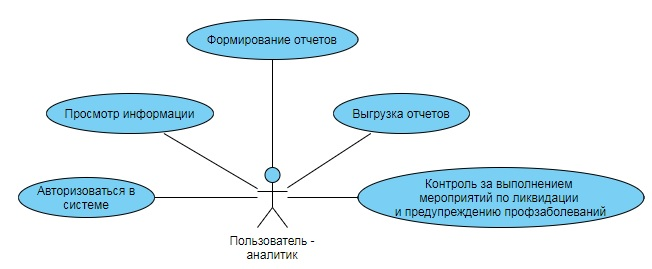 Формирование отчетов
Просмотр информации
Выгрузка отчетов
Авторизоваться в
системе
Контроль за выполнением
мероприятий по ликвидации
и предупреждению профзаболеваний
Пользователь -
аналитик